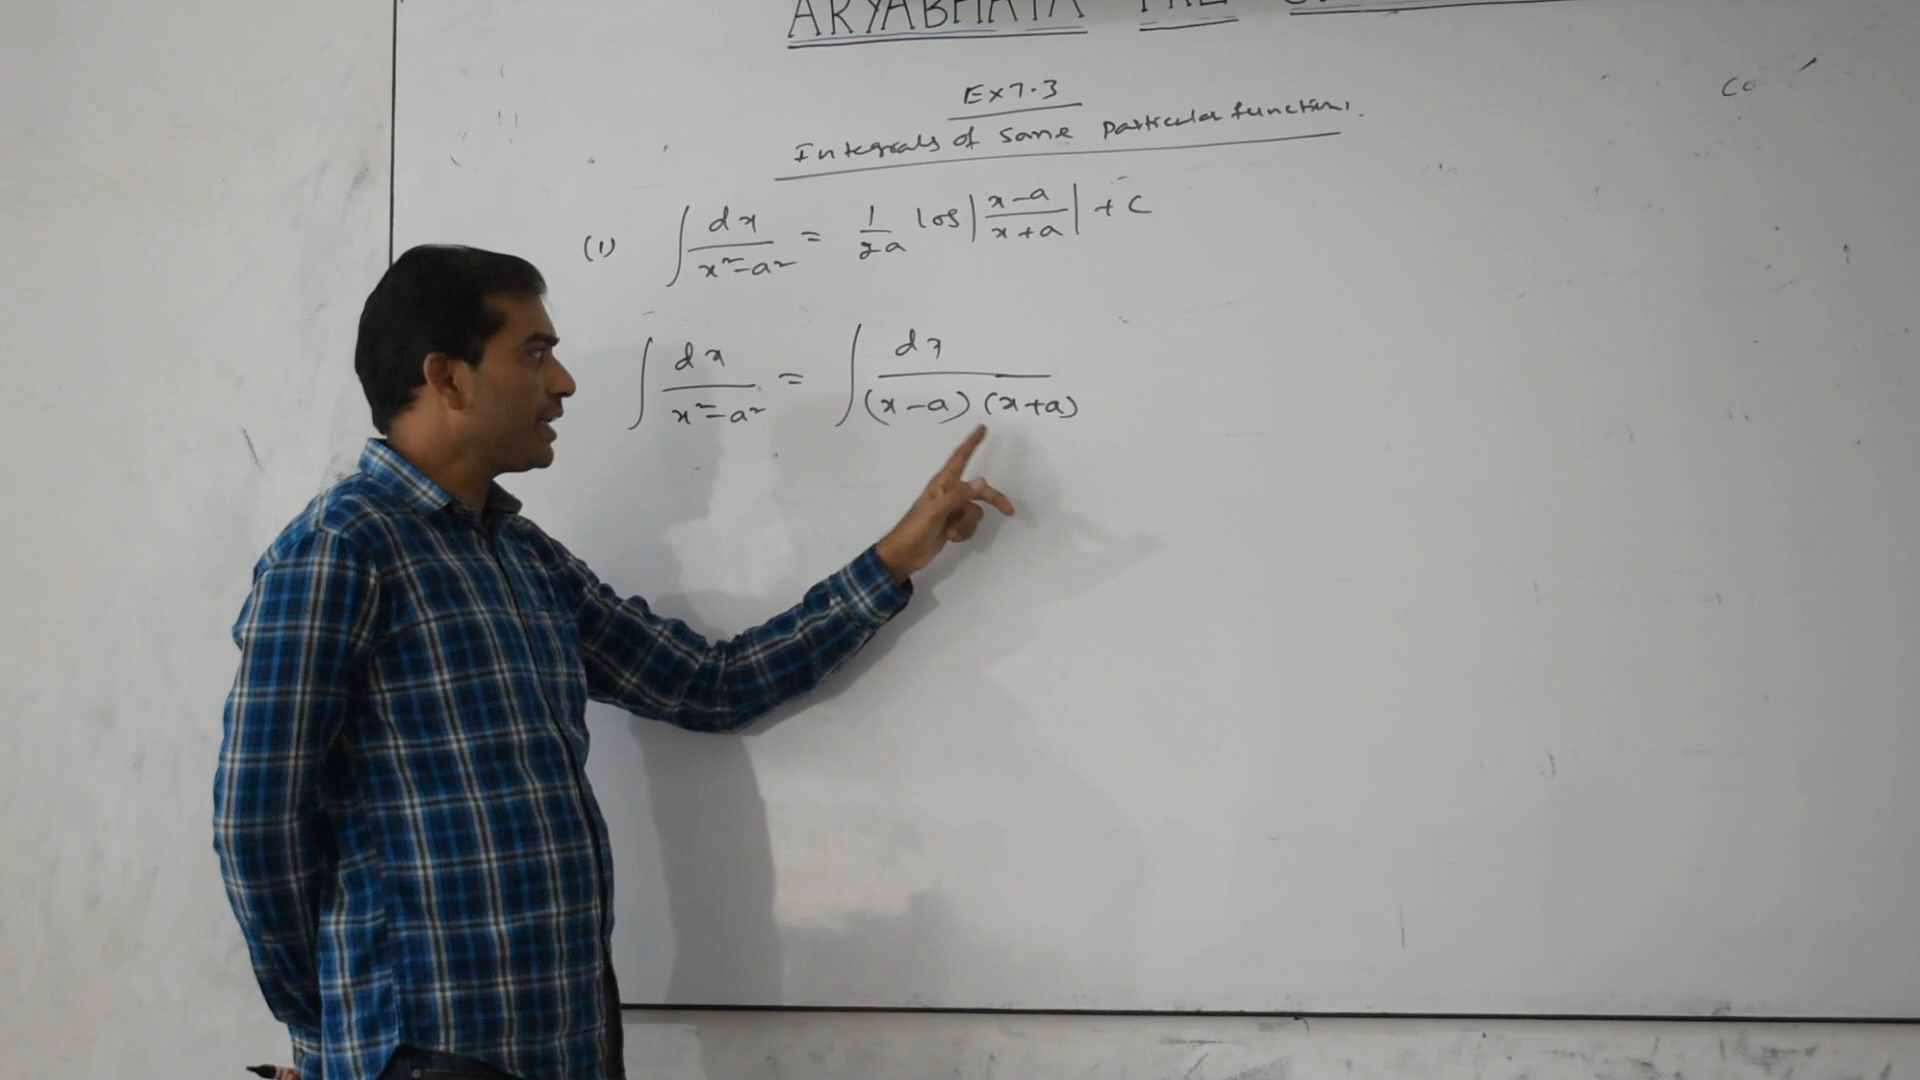 ARYABHATA
Ex 7.3
Integrals of some particular function.
(1) ∫ dx / x²-a² = 1/2a log |x-a / x+a| + c
∫ dx / x²-a² = ∫ dx / (x-a) (x+a)